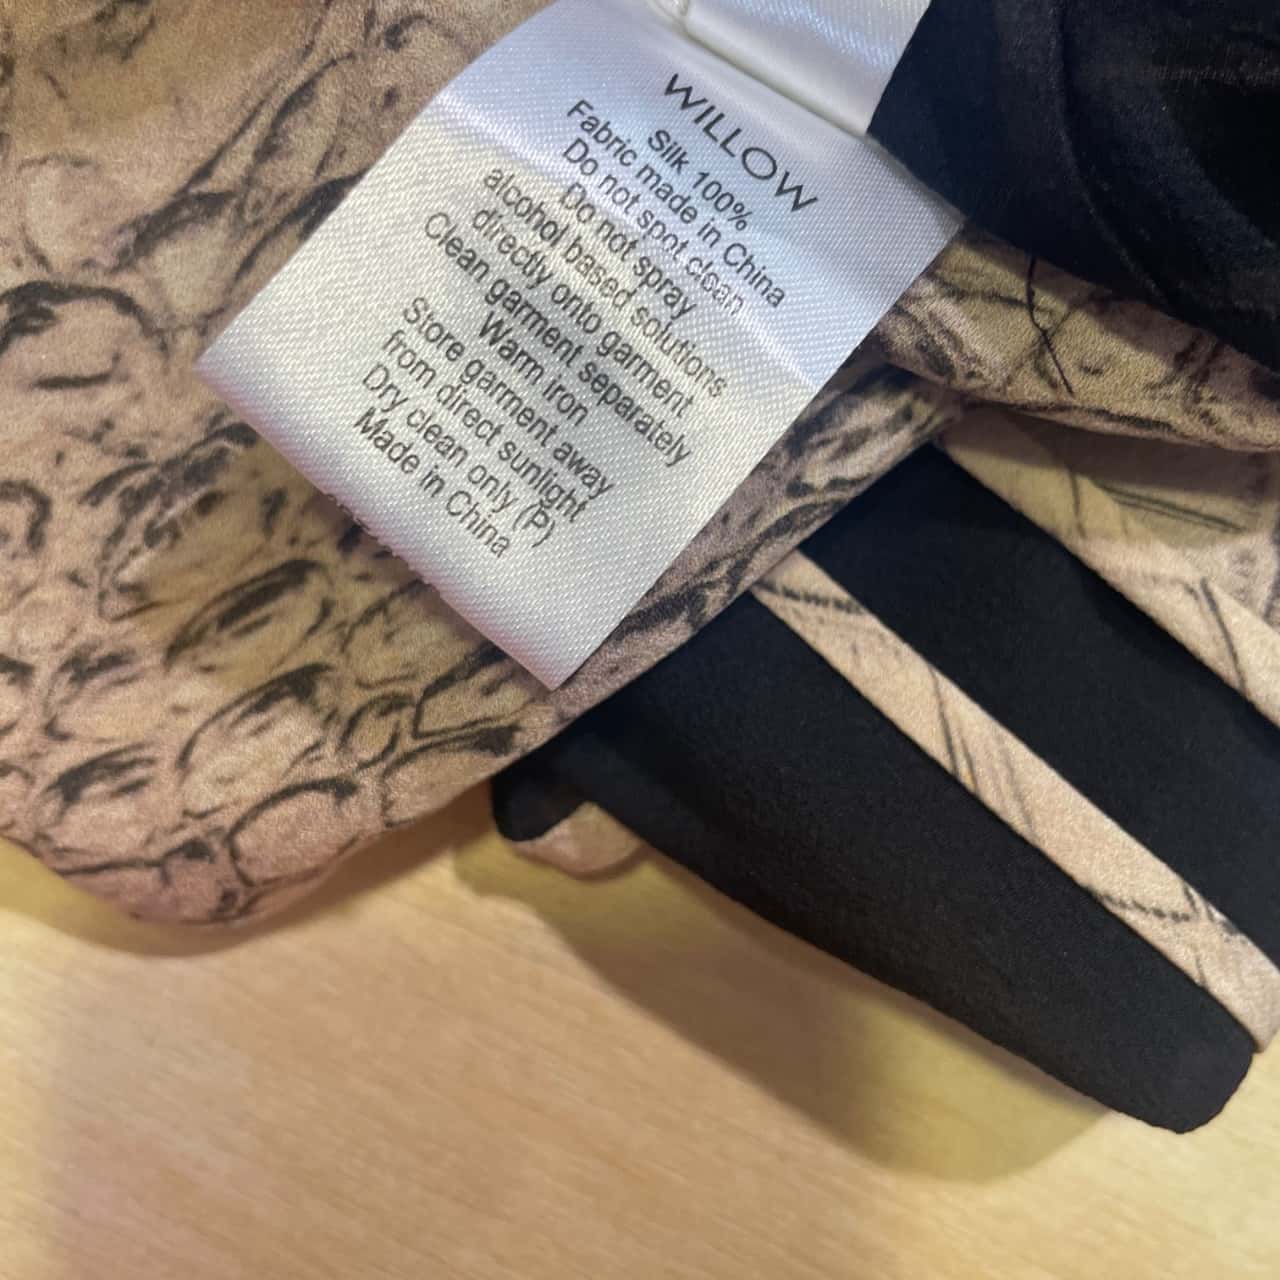 WILLOW
Silk 100%
Fabric made in China
Do not spot clean
Do not spray
alcohol based solutions
directly onto garment
Clean garment separately
Warm iron
Store garment away
from direct sunlight
Dry clean only (P)
Made in China